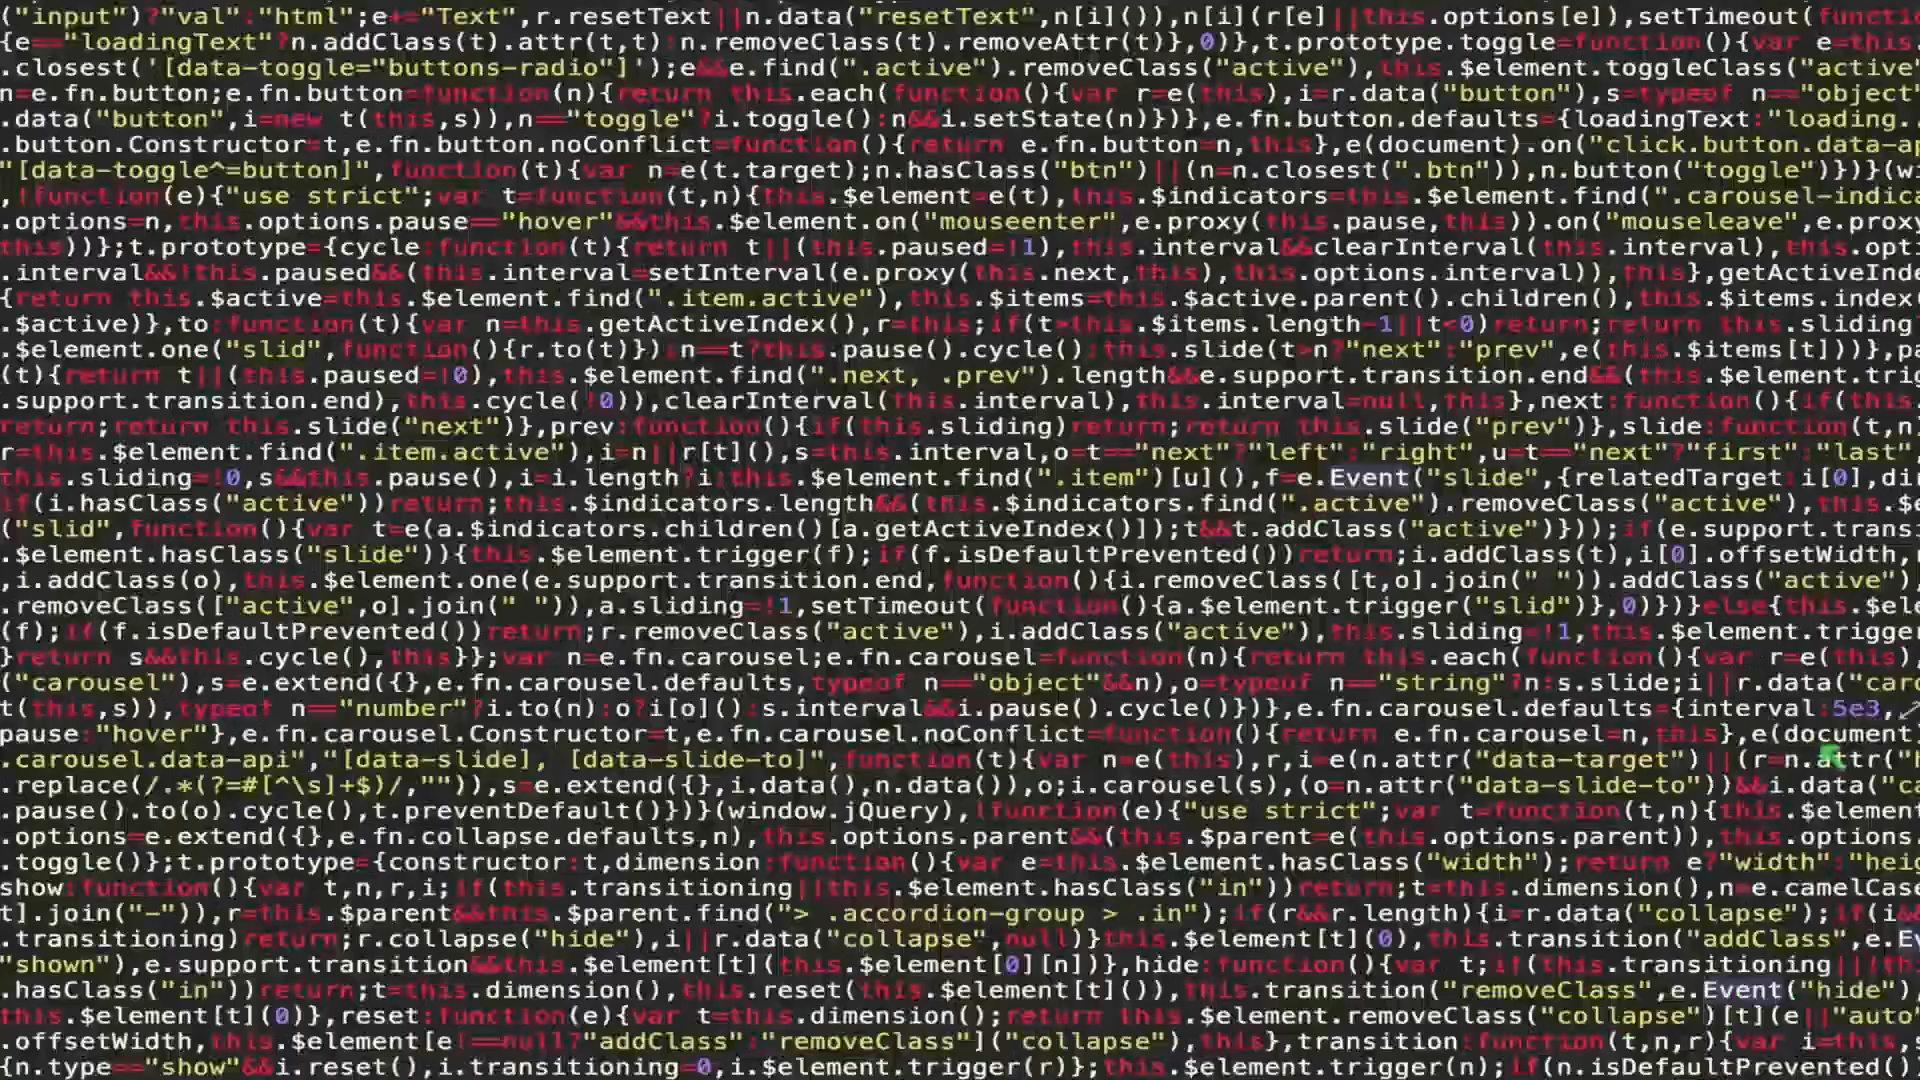 ("input")?"val":"html";e+="Text",r.resetText||n.data("resetText",n[i]()),n[i](r[e]||this.options[e]),setTimeout(functi
{e=="loadingText"?n.addClass(t).attr(t,t):n.removeClass(t).removeAttr(t)},0)},t.prototype.toggle=function(){var e=this.
.closest('[data-toggle="buttons-radio"]');e&&e.find(".active").removeClass("active"),this.$element.toggleClass("active"
n=e.fn.button;e.fn.button=function(n){return this.each(function(){var r=e(this),i=r.data("button"),s=typeof n=="object"
.data("button",i=new t(this,s)),n=="toggle"?i.toggle():n&&i.setState(n)})},e.fn.button.defaults={loadingText:"loading.
.button.Constructor=t,e.fn.button.noConflict=function(){return e.fn.button=n,this},e(document).on("click.button.data-ap
"[data-toggle^=button]",function(t){var n=e(t.target);n.hasClass("btn")||(n=n.closest(".btn")),n.button("toggle")})}(wi
,!function(e){"use strict";var t=function(t,n){this.$element=e(t),this.$indicators=this.$element.find(".carousel-indica
.options=n,this.options.pause=="hover"&&this.$element.on("mouseenter",e.proxy(this.pause,this)).on("mouseleave",e.proxy
this))};t.prototype={cycle:function(t){return t||(this.paused=!1),this.interval&&clearInterval(this.interval),this.opti
.interval&&!this.paused&&(this.interval=setInterval(e.proxy(this.next,this),this.options.interval)),this},getActiveInde
{return this.$active=this.$element.find(".item.active"),this.$items=this.$active.parent().children(),this.$items.index(
.$active)},to:function(t){var n=this.getActiveIndex(),r=this;if(t>this.$items.length-1||t<0)return;return this.sliding
.$element.one("slid",function(){r.to(t)}):n==t?this.pause().cycle():this.slide(t>n?"next":"prev",e(this.$items[t]))},pa
(t){return t||(this.paused=!0),this.$element.find(".next, .prev").length&&e.support.transition.end&&(this.$element.trig
.support.transition.end),this.cycle(!0)),clearInterval(this.interval),this.interval=null,this},next:function(){if(this.
return;return this.slide("next")},prev:function(){if(this.sliding)return;return this.slide("prev")},slide:function(t,n)
r=this.$element.find(".item.active"),i=n||r[t](),s=this.interval,o=t=="next"?"left":"right",u=t=="next"?"first":"last",
this.sliding=!0,s&&this.pause(),i=i.length?i:this.$element.find(".item")[u](),f=e.Event("slide",{relatedTarget:i[0],dir
if(i.hasClass("active"))return;this.$indicators.length&&(this.$indicators.find(".active").removeClass("active"),this.$e
("slid",function(){var t=e(a.$indicators.children()[a.getActiveIndex()]);t&&t.addClass("active")}));if(e.support.trans
.$element.hasClass("slide")){this.$element.trigger(f);if(f.isDefaultPrevented())return;i.addClass(t),i[0].offsetWidth,
,i.addClass(o),this.$element.one(e.support.transition.end,function(){i.removeClass([t,o].join(" ")).addClass("active"),
.removeClass(["active",o].join(" ")),a.sliding=!1,setTimeout(function(){a.$element.trigger("slid")},0)})}else{this.$ele
(f);if(f.isDefaultPrevented())return;r.removeClass("active"),i.addClass("active"),this.sliding=!1,this.$element.trigger
}return s&&this.cycle(),this}};var n=e.fn.carousel;e.fn.carousel=function(n){return this.each(function(){var r=e(this),
("carousel"),s=e.extend({},e.fn.carousel.defaults,typeof n=="object"&&n),o=typeof n=="string"?n:s.slide;i||r.data("caro
t(this,s)),typeof n=="number"?i.to(n):o?i[o]():s.interval&&i.pause().cycle()})},e.fn.carousel.defaults={interval:5e3,
pause:"hover"},e.fn.carousel.Constructor=t,e.fn.carousel.noConflict=function(){return e.fn.carousel=n,this},e(document)
.carousel.data-api","[data-slide], [data-slide-to]",function(t){var n=e(this),r,i=e(n.attr("data-target")||(r=n.attr("h
.replace(/.*(?=#[^\s]+$)/,"")),s=e.extend({},i.data(),n.data()),o;i.carousel(s),(o=n.attr("data-slide-to"))&&i.data("ca
.pause().to(o).cycle(),t.preventDefault()})}(window.jQuery),!function(e){"use strict";var t=function(t,n){this.$element
.options=e.extend({},e.fn.collapse.defaults,n),this.options.parent&&(this.$parent=e(this.options.parent)),this.options.
.toggle()};t.prototype={constructor:t,dimension:function(){var e=this.$element.hasClass("width");return e?"width":"heig
show:function(){var t,n,r,i;if(this.transitioning||this.$element.hasClass("in"))return;t=this.dimension(),n=e.camelCase
t].join("-")),r=this.$parent&&this.$parent.find("> .accordion-group > .in");if(r&&r.length){i=r.data("collapse");if(i&&
.transitioning)return;r.collapse("hide"),i||r.data("collapse",null)}this.$element[t](0),this.transition("addClass",e.Ev
"shown"),e.support.transition&&this.$element[t](this.$element[0][n])},hide:function(){var t;if(this.transitioning||!th
.hasClass("in"))return;t=this.dimension(),this.reset(this.$element[t]()),this.transition("removeClass",e.Event("hide"),
this.$element[t](0)},reset:function(e){var t=this.dimension();return this.$element.removeClass("collapse")[t](e||"auto"
.offsetWidth,this.$element[e!==null?"addClass":"removeClass"]("collapse"),this},transition:function(t,n,r){var i=this,s
{n.type=="show"&&i.reset(),i.transitioning=0,i.$element.trigger(r)};this.$element.trigger(n);if(n.isDefaultPrevented()